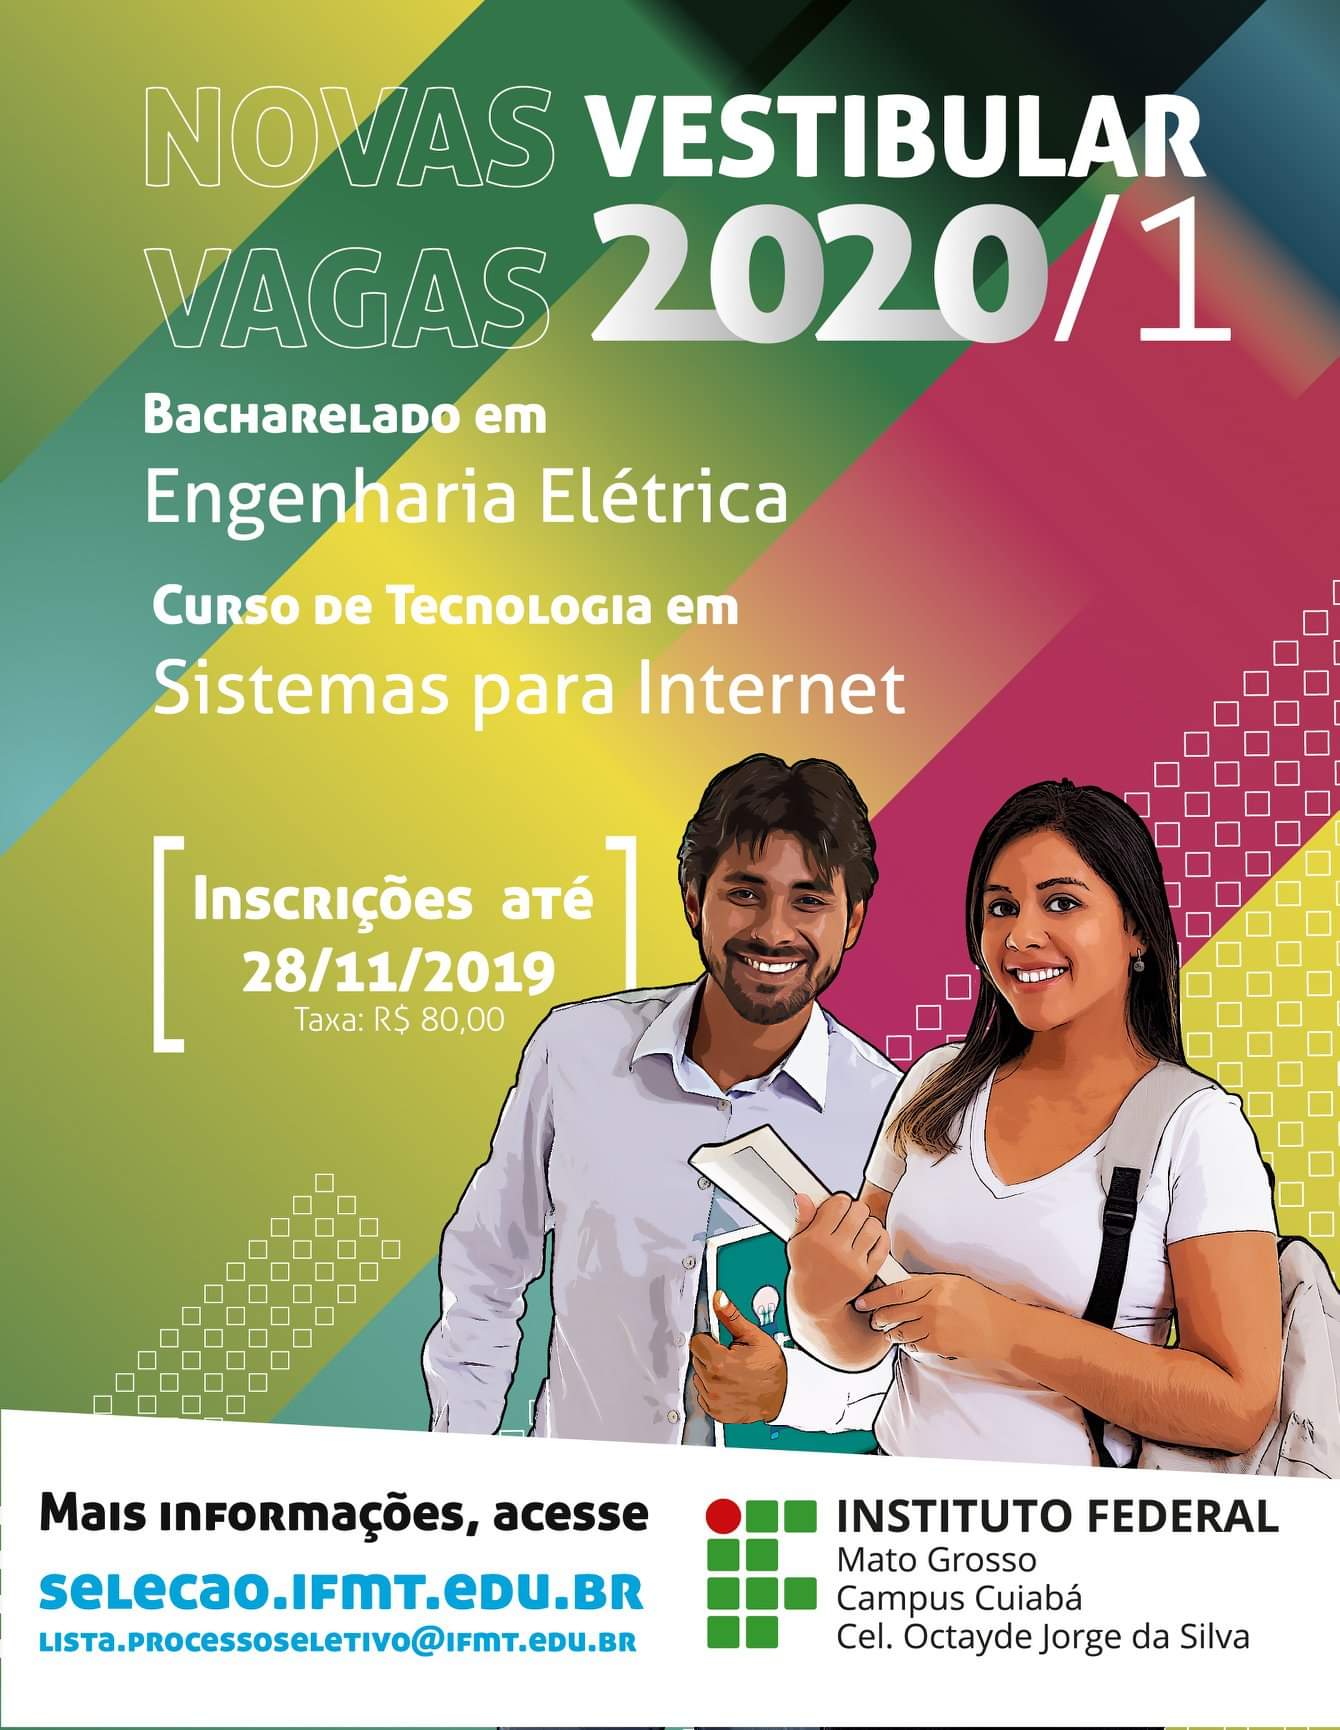 NOVAS VESTIBULAR
VAGAS 2020/1
Bacharelado em
Engenharia Elétrica
Curso de Tecnologia em
Sistemas para Internet
Inscrições até
28/11/2019
Taxa: R$ 80,00
Mais informações, acesse
selecao.ifmt.edu.br
lista.processoseletivo@ifmt.edu.br
INSTITUTO FEDERAL
Mato Grosso
Campus Cuiabá
Cel. Octayde Jorge da Silva